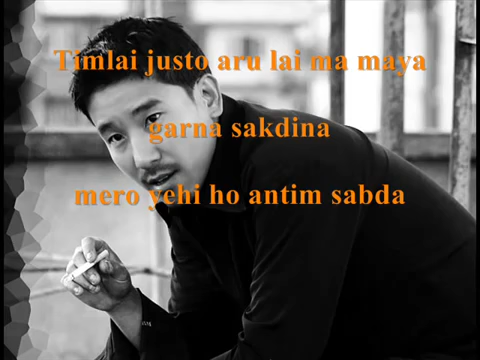 Timlai justo aru lai ma maya
garna sakdina
mero yehi ho antim sabda